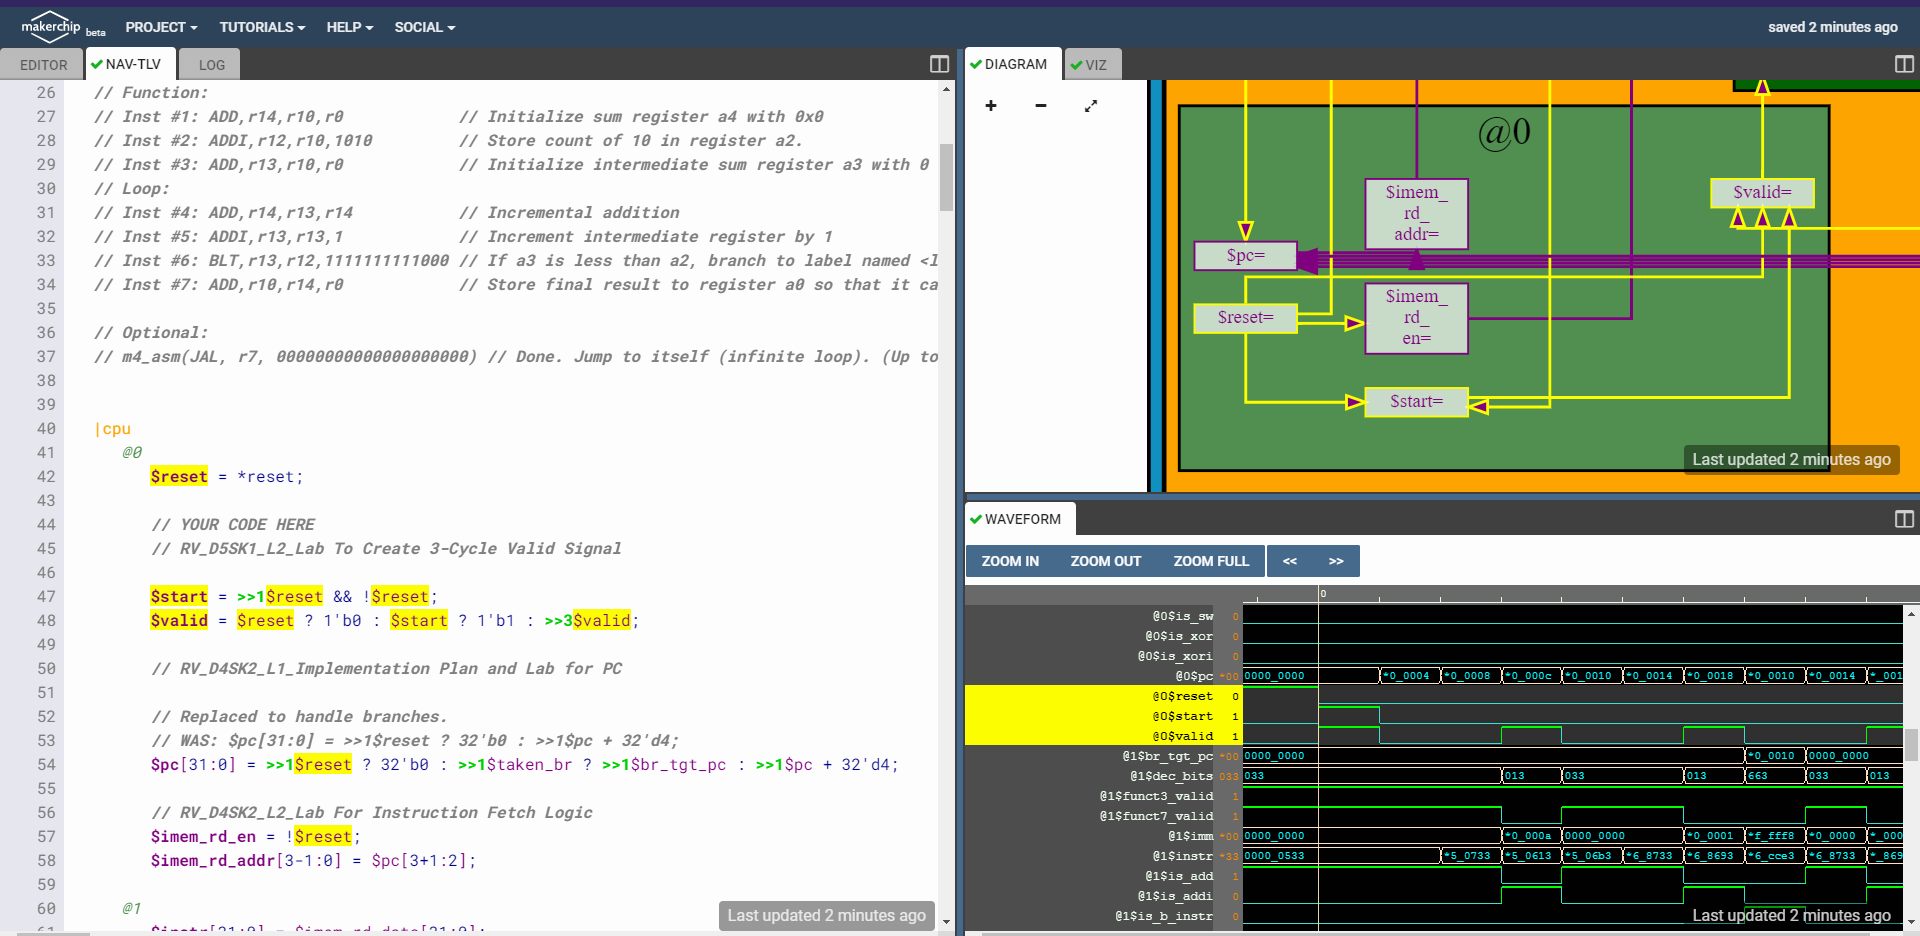 makerchip beta PROJECT TUTORIALS HELP SOCIAL saved 2 minutes ago
EDITOR NAV-TLV LOG
26 // Function:
27 // Inst #1: ADD,r14,r10,r0 // Initialize sum register a4 with 0x0
28 // Inst #2: ADDI,r12,r10,1010 // Store count of 10 in register a2.
29 // Inst #3: ADD,r13,r10,r0 // Initialize intermediate sum register a3 with 0
30 // Loop:
31 // Inst #4: ADD,r14,r13,r14 // Incremental addition
32 // Inst #5: ADDI,r13,r13,1 // Increment intermediate register by 1
33 // Inst #6: BLT,r13,r12,1111111111000 // If a3 is less than a2, branch to label named <l
34 // Inst #7: ADD,r10,r14,r0 // Store final result to register a0 so that it ca
35
36 // Optional:
37 // m4_asm(JAL, r7, 00000000000000000000) // Done. Jump to itself (infinite loop). (Up to
38
39
40 |cpu
41 @0
42 $reset = *reset;
43
44 // YOUR CODE HERE
45 // RV_D5SK1_L2_Lab To Create 3-Cycle Valid Signal
46
47 $start = >>1$reset && !$reset;
48 $valid = $reset ? 1'b0 : $start ? 1'b1 : >>3$valid;
49
50 // RV_D4SK2_L1_Implementation Plan and Lab for PC
51
52 // Replaced to handle branches.
53 // WAS: $pc[31:0] = >>1$reset ? 32'b0 : >>1$pc + 32'd4;
54 $pc[31:0] = >>1$reset ? 32'b0 : >>1$taken_br ? >>1$br_tgt_pc : >>1$pc + 32'd4;
55
56 // RV_D4SK2_L2_Lab For Instruction Fetch Logic
57 $imem_rd_en = !$reset;
58 $imem_rd_addr[3-1:0] = $pc[3+1:2];
59
60 @1
Last updated 2 minutes ago
DIAGRAM VIZ
+ −
@0
$imem_
rd_
addr=
$valid=
$pc=
$imem_
rd_
en=
$reset=
$start=
Last updated 2 minutes ago
WAVEFORM
ZOOM IN ZOOM OUT ZOOM FULL << >>
0
@0$is_sw 0
@0$is_xor 0
@0$is_xori 0
@0$pc *00 0000_0000 *0_0004 *0_0008 *0_000c *0_0010 *0_0014 *0_0018 *0_0010 *0_0014 *_001
@0$reset 0
@0$start 1
@0$valid 1
@1$br_tgt_pc *00 0000_0000 *0_0010 0000_0000
@1$dec_bits 033 033 013 033 013 663 033 013
@1$funct3_valid 1
@1$funct7_valid 1
@1$imm *00 0000_0000 *0_000a 0000_0000 *0_0001 *f_fff8 *0_0000 *_000
@1$instr *33 0000_0533 *5_0733 *5_0613 *5_06b3 *6_8733 *6_8693 *6_cce3 *6_8733 *_869
@1$is_add 1
@1$is_addi 0
@1$is_b_instr 0
Last updated 2 minutes ago